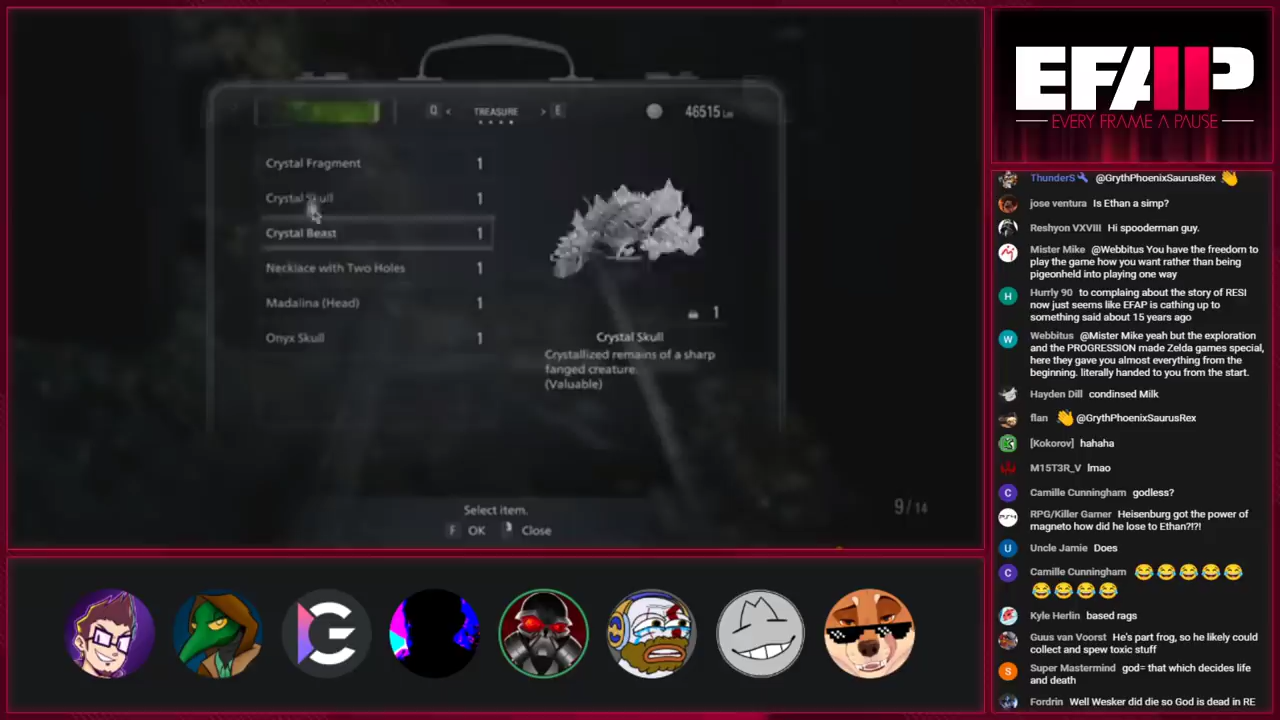 Q < TREASURE > E
46515 Lei
Crystal Fragment 1
Crystal Skull 1
Crystal Beast 1
Necklace with Two Holes 1
Madalina (Head) 1
Onyx Skull 1
1
Crystal Skull
Crystallized remains of a sharp
fanged creature.
(Valuable)
Select item.
F OK Close
9/14
EFAP
EVERY FRAME A PAUSE
ThunderS @GrythPhoenixSaurusRex
jose ventura Is Ethan a simp?
Reshyon VXVIII Hi spooderman guy.
Mister Mike @Webbitus You have the freedom to
play the game how you want rather than being
pigeonheld into playing one way
H Hurrly 90 to complaing about the story of RESI
now just seems like EFAP is cathing up to
something said about 15 years ago
W Webbitus @Mister Mike yeah but the exploration
and the PROGRESSION made Zelda games special,
here they gave you almost everything from the
beginning. literally handed to you from the start.
Hayden Dill condinsed Milk
flan @GrythPhoenixSaurusRex
[Kokorov] hahaha
M15T3R_V lmao
C Camille Cunningham godless?
RPG/Killer Gamer Heisenburg got the power of
magneto how did he lose to Ethan?!?!
U Uncle Jamie Does
C Camille Cunningham
Kyle Herlin based rags
Guus van Voorst He's part frog, so he likely could
collect and spew toxic stuff
S Super Mastermind god= that which decides life
and death
Fordrin Well Wesker did die so God is dead in RE